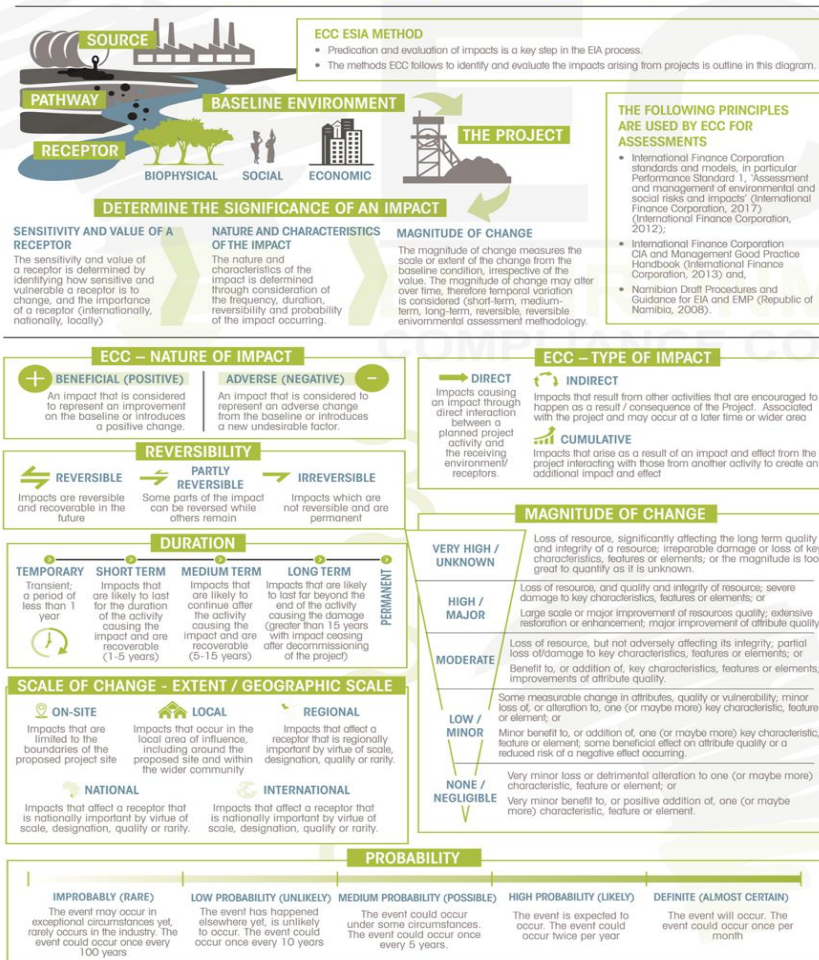 SOURCE
PATHWAY
RECEPTOR
BASELINE ENVIRONMENT
BIOPHYSICAL
SOCIAL
ECONOMIC
THE PROJECT
ECC ESIA METHOD
• Predication and evaluation of impacts is a key step in the EIA process.
• The methods ECC follows to identify and evaluate the impacts arising from projects is outline in this diagram.
THE FOLLOWING PRINCIPLES
ARE USED BY ECC FOR
ASSESSMENTS
• International Finance Corporation
standards and models, in particular
Performance Standard 1, 'Assessment
and management of environmental and
social risks and impacts' (International
Finance Corporation, 2017)
(International Finance Corporation,
2012);
• International Finance Corporation
CIA and Management Good Practice
Handbook (International Finance
Corporation, 2013) and,
• Namibian Draft Procedures and
Guidance for EIA and EMP (Republic of
Namibia, 2008).
DETERMINE THE SIGNIFICANCE OF AN IMPACT
SENSITIVITY AND VALUE OF A
RECEPTOR
The sensitivity and value of
a receptor is determined by
identifying how sensitive and
vulnerable a receptor is to
change, and the importance
of a receptor (internationally,
nationally, locally)
NATURE AND CHARACTERISTICS
OF THE IMPACT
The nature and
characteristics of the
impact is determined
through consideration of
the frequency, duration,
reversibility and probability
of the impact occurring.
MAGNITUDE OF CHANGE
The magnitude of change measures the
scale or extent of the change from the
baseline condition, irrespective of the
value. The magnitude of change may alter
over time, therefore temporal variation
is considered (short-term, medium-
term, long-term, reversible, reversible
enivornmental assessment methodology.
COMPLIANCE CO
ECC – NATURE OF IMPACT
BENEFICIAL (POSITIVE)
An impact that is considered
to represent an improvement
on the baseline or introduces
a positive change.
ADVERSE (NEGATIVE)
An impact that is considered to
represent an adverse change
from the baseline or introduces
a new undesirable factor.
REVERSIBILITY
REVERSIBLE
Impacts are reversible
and recoverable in the
future
PARTLY
REVERSIBLE
Some parts of the impact
can be reversed while
others remain
IRREVERSIBLE
Impacts which are
not reversible and are
permanent
DURATION
TEMPORARY
Transient;
a period of
less than 1
year
SHORT TERM
Impacts that
are likely to last
for the duration
of the activity
causing the
impact and are
recoverable
(1-5 years)
MEDIUM TERM
Impacts that
are likely to
continue after
the activity
causing the
impact and are
recoverable
(5-15 years)
LONG TERM
Impacts that are likely
to last far beyond the
end of the activity
causing the damage
(greater than 15 years
with impact ceasing
after decommissioning
of the project)
PERMANENT
SCALE OF CHANGE - EXTENT / GEOGRAPHIC SCALE
ON-SITE
Impacts that are
limited to the
boundaries of the
proposed project site
LOCAL
Impacts that occur in the
local area of influence,
including around the
proposed site and within
the wider community
REGIONAL
Impacts that affect a
receptor that is regionally
important by virtue of scale,
designation, quality or rarity.
NATIONAL
Impacts that affect a receptor that
is nationally important by virtue of
scale, designation, quality or rarity.
INTERNATIONAL
Impacts that affect a receptor that
is nationally important by virtue of
scale, designation, quality or rarity.
ECC – TYPE OF IMPACT
DIRECT
Impacts causing
an impact through
direct interaction
between a
planned project
activity and
the receiving
environment/
receptors.
INDIRECT
Impacts that result from other activities that are encouraged to
happen as a result / consequence of the Project. Associated
with the project and may occur at a later time or wider area
CUMULATIVE
Impacts that arise as a result of an impact and effect from the
project interacting with those from another activity to create an
additional impact and effect
MAGNITUDE OF CHANGE
VERY HIGH /
UNKNOWN
Loss of resource, significantly affecting the long term quality
and integrity of a resource; irreparable damage or loss of key
characteristics, features or elements; or the magnitude is too
great to quantify as it is unknown.
HIGH /
MAJOR
Loss of resource, and quality and integrity of resource; severe
damage to key characteristics, features or elements; or
Large scale or major improvement of resources quality; extensive
restoration or enhancement; major improvement of attribute quality
MODERATE
Loss of resource, but not adversely affecting its integrity; partial
loss of/damage to key characteristics, features or elements; or
Benefit to, or addition of, key characteristics, features or elements,
improvements of attribute quality.
LOW /
MINOR
Some measurable change in attributes, quality or vulnerability; minor
loss of, or alteration to, one (or maybe more) key characteristic, feature
or element; or
Minor benefit to, or addition of, one (or maybe more) key characteristic,
feature or element; some beneficial effect on attribute quality or a
reduced risk of a negative effect occurring.
NONE /
NEGLIGIBLE
Very minor loss or detrimental alteration to one (or maybe more)
characteristic, feature or element; or
Very minor benefit to, or positive addition of, one (or maybe
more) characteristic, feature or element.
PROBABILITY
IMPROBABLY (RARE)
The event may occur in
exceptional circumstances yet,
rarely occurs in the industry. The
event could occur once every
100 years
LOW PROBABILITY (UNLIKELY)
The event has happened
elsewhere yet, is unlikely
to occur. The event could
occur once every 10 years
MEDIUM PROBABILITY (POSSIBLE)
The event could occur
under some circumstances.
The event could occur once
every 5 years.
HIGH PROBABILITY (LIKELY)
The event is expected to
occur. The event could
occur twice per year
DEFINITE (ALMOST CERTAIN)
The event will occur. The
event could occur once per
month